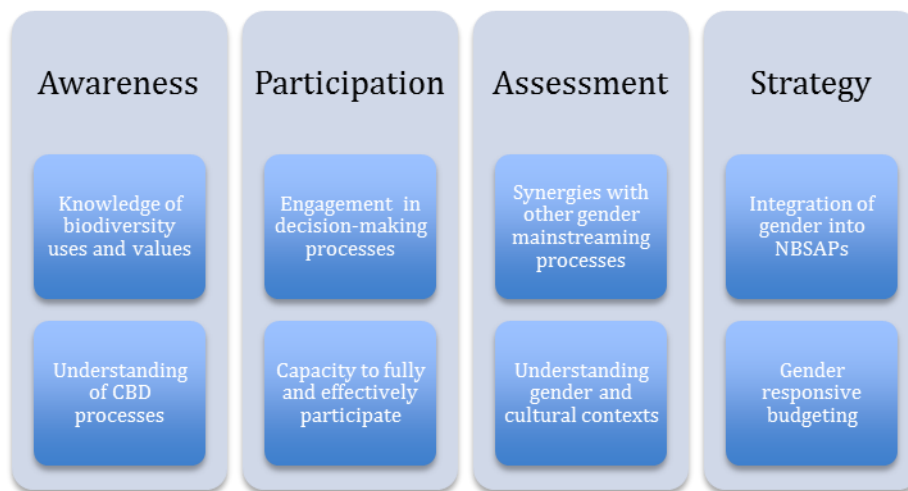 Awareness
Knowledge of
biodiversity
uses and values
Understanding
of CBD
processes
Participation
Engagement in
decision-making
processes
Capacity to fully
and effectively
participate
Assessment
Synergies with
other gender
mainstreaming
processes
Understanding
gender and
cultural contexts
Strategy
Integration of
gender into
NBSAPs
Gender
responsive
budgeting